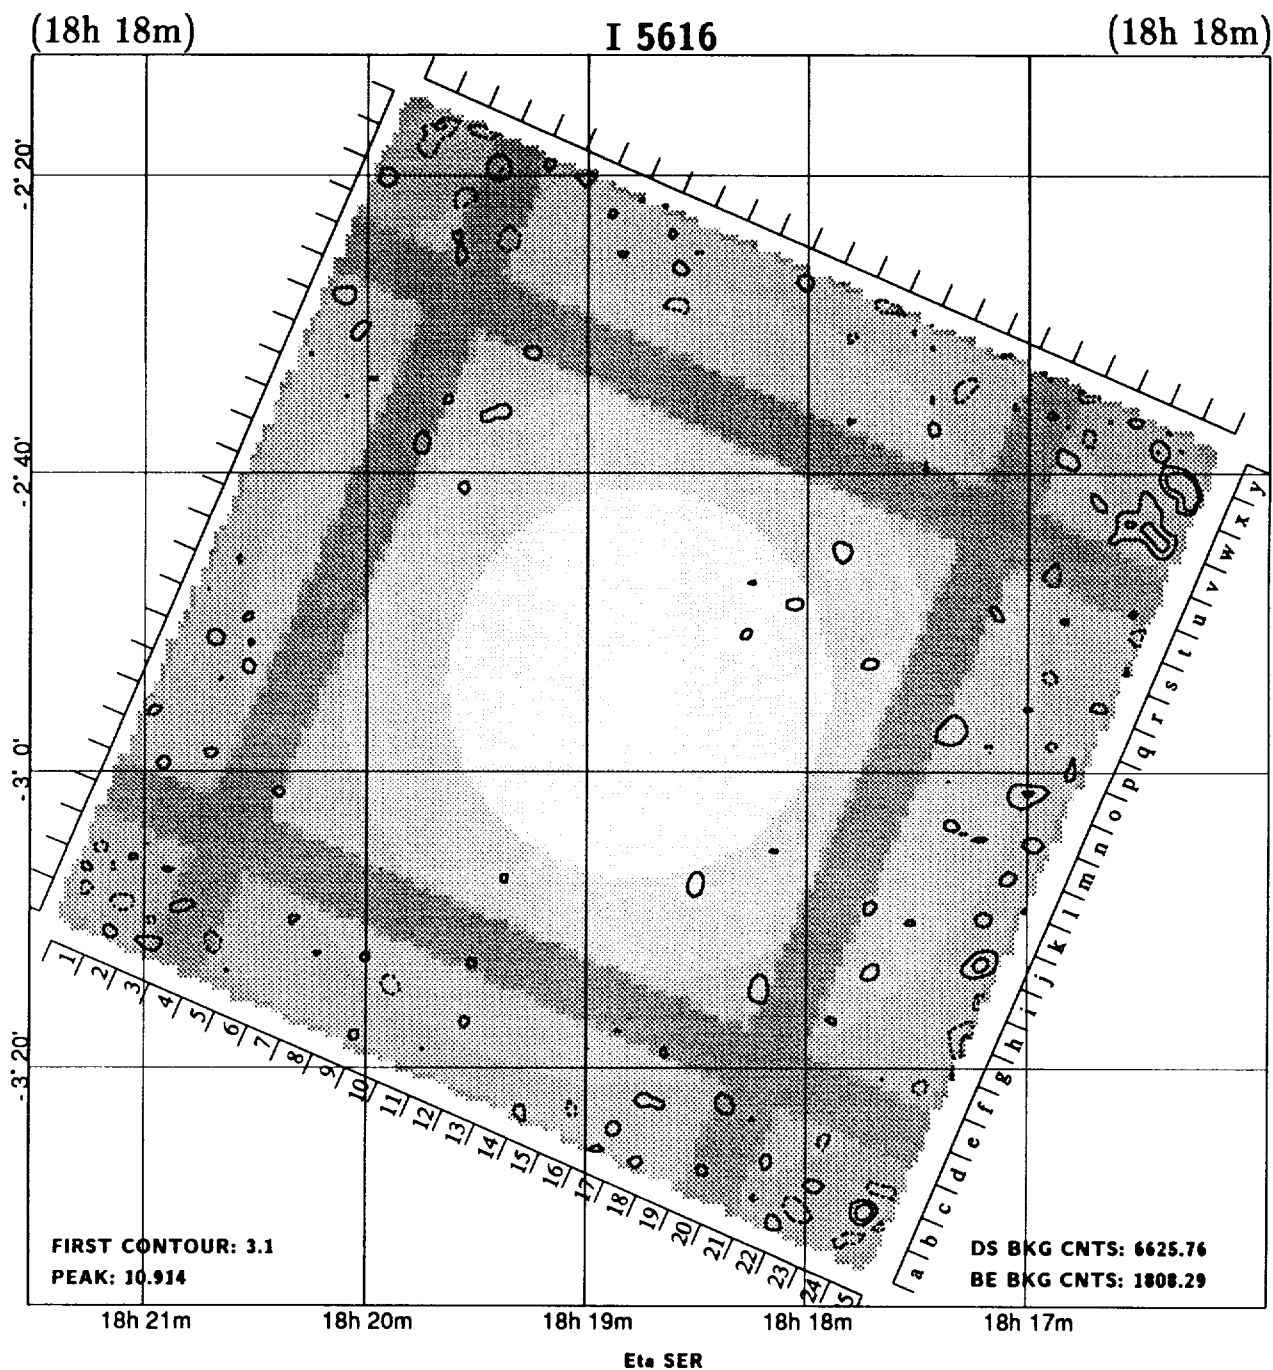 (18h 18m) I 5616 (18h 18m)
-2° 20'
-2° 40'
-3° 0'
-3° 20'
y
x
w
v
u
t
s
r
q
p
o
n
m
l
k
j
i
h
g
f
e
d
c
b
a
1 2 3 4 5 6 7 8 9 10 11 12 13 14 15 16 17 18 19 20 21 22 23 24
FIRST CONTOUR: 3.1
PEAK: 10.914
DS BKG CNTS: 6625.76
BE BKG CNTS: 1808.29
18h 21m 18h 20m 18h 19m 18h 18m 18h 17m
Eta SER